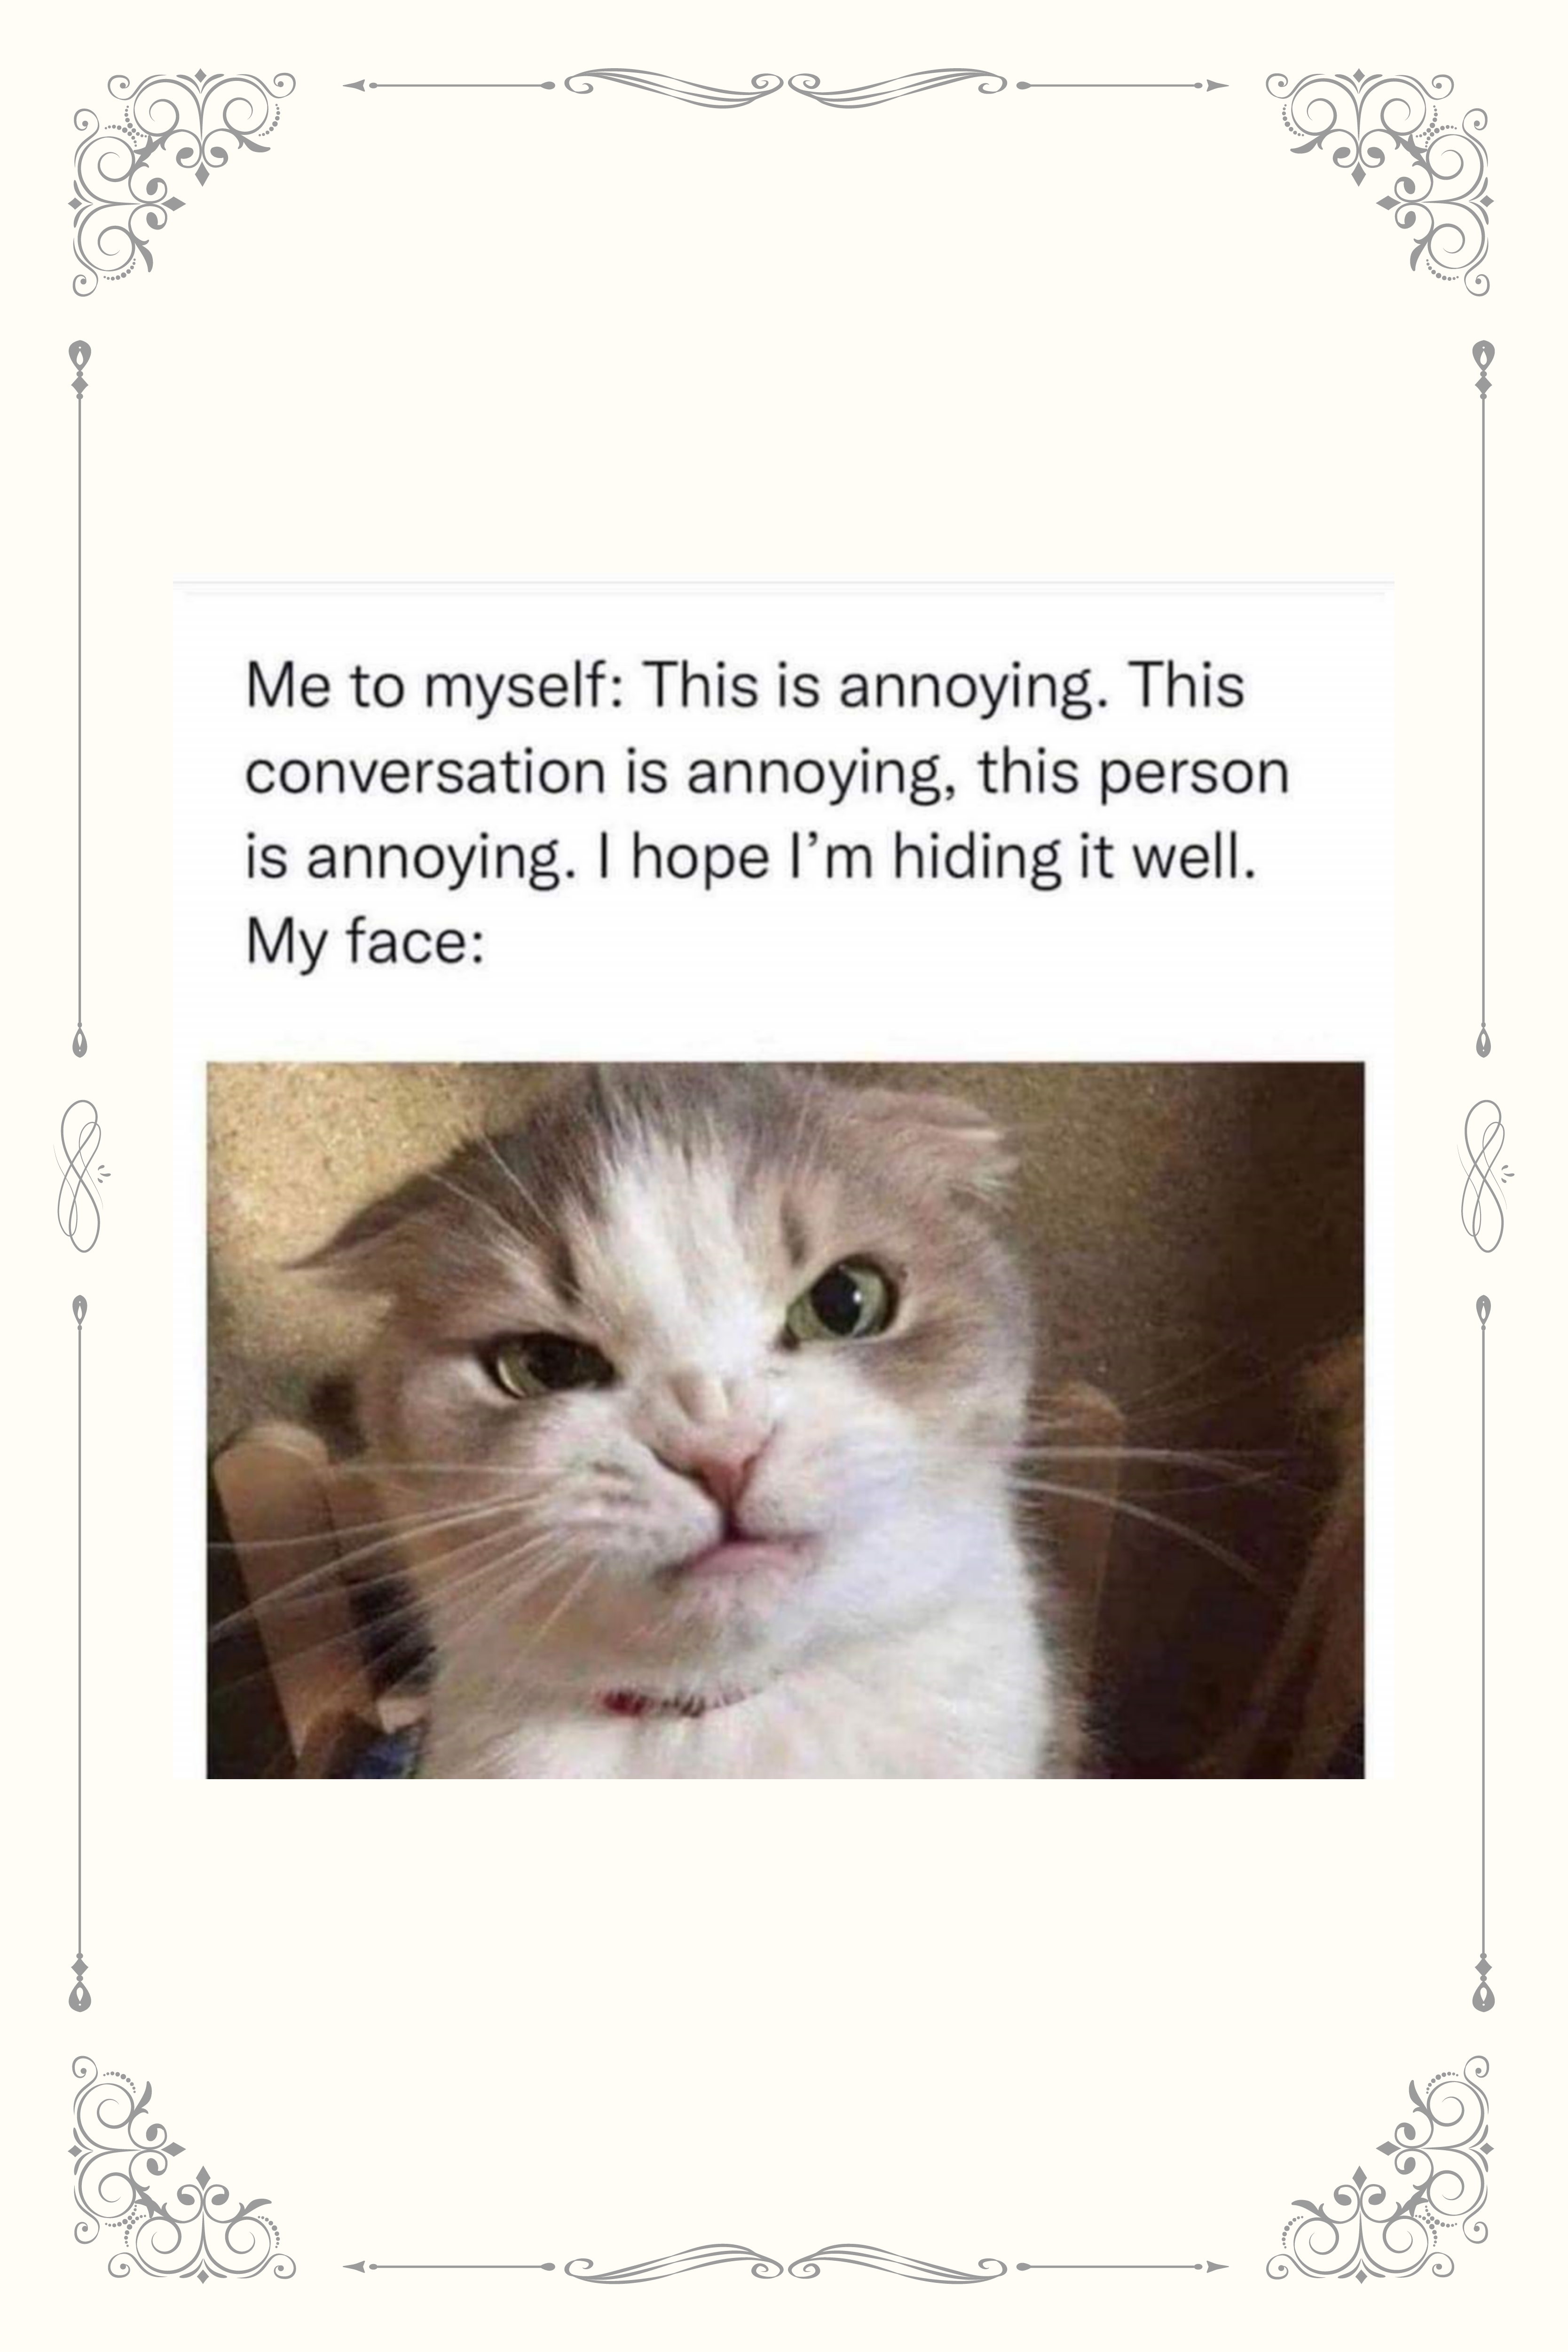 Me to myself: This is annoying. This
conversation is annoying, this person
is annoying. I hope I’m hiding it well.
My face: